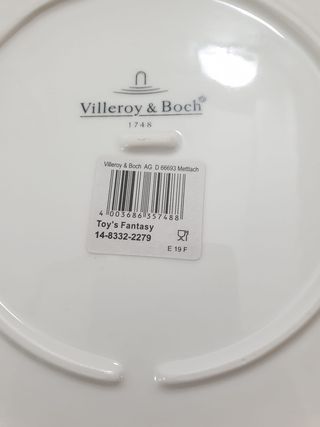 Villeroy & Boch
1748
Villeroy & Boch AG D 66693 Mettlach
4 003686 357488
Toy's Fantasy
14-8332-2279
E 19 F